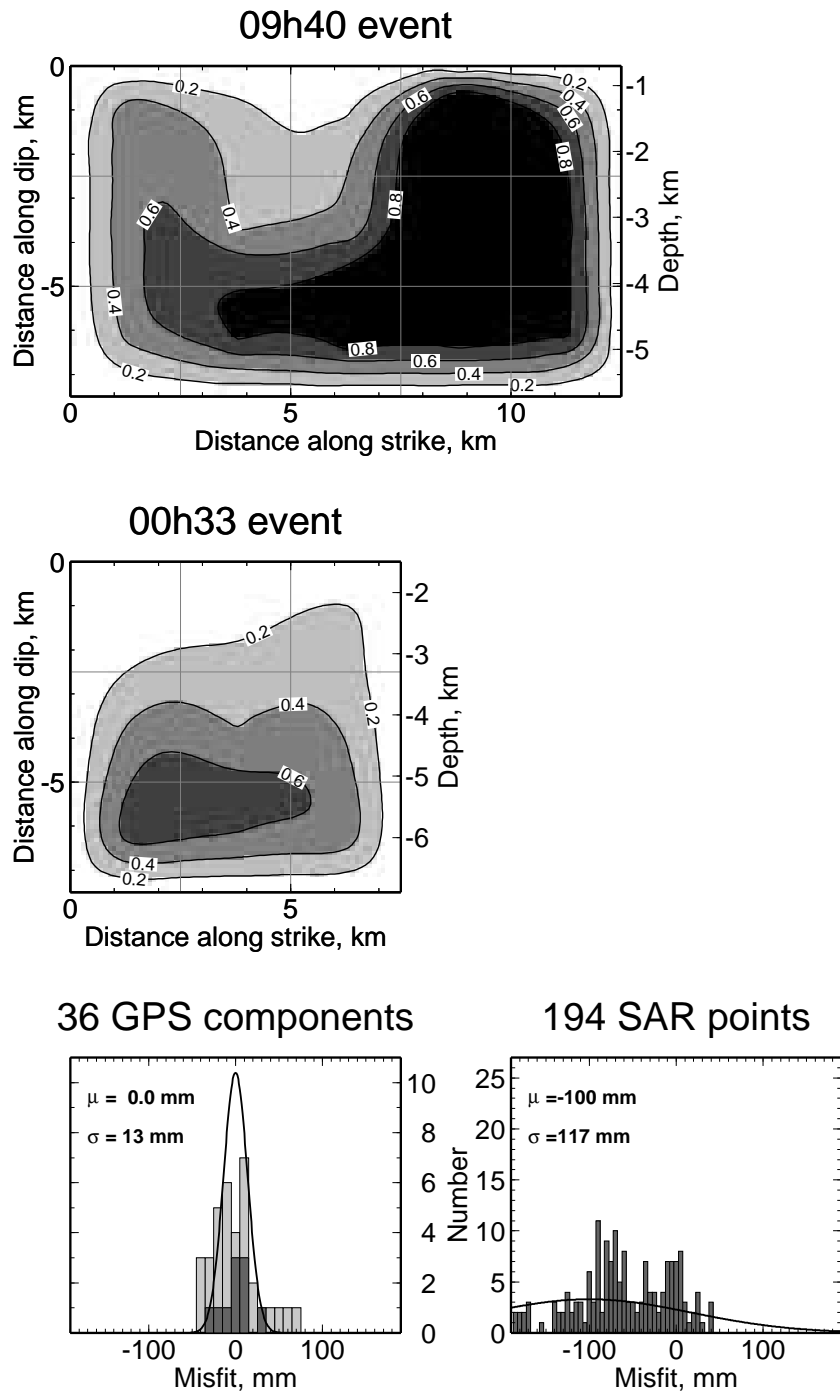 09h40 event
0
-5
Distance along dip, km
0.2
0.2
0.6
0.4
0.4
0.6
0.8
0.6
0.4
0.8
0.4
0.8
0.6
0.4
0.2
0.2
-1
-2
-3
-4
-5
Depth, km
0 5 10
Distance along strike, km
00h33 event
0
-5
Distance along dip, km
0.2
0.4
0.2
0.6
0.4
0.2
-2
-3
-4
-5
-6
Depth, km
0 5
Distance along strike, km
36 GPS components
μ = 0.0 mm
σ = 13 mm
10
8
6
4
2
0
-100 0 100
Misfit, mm
194 SAR points
μ =-100 mm
σ =117 mm
Number
25
20
15
10
5
0
-100 0 100
Misfit, mm